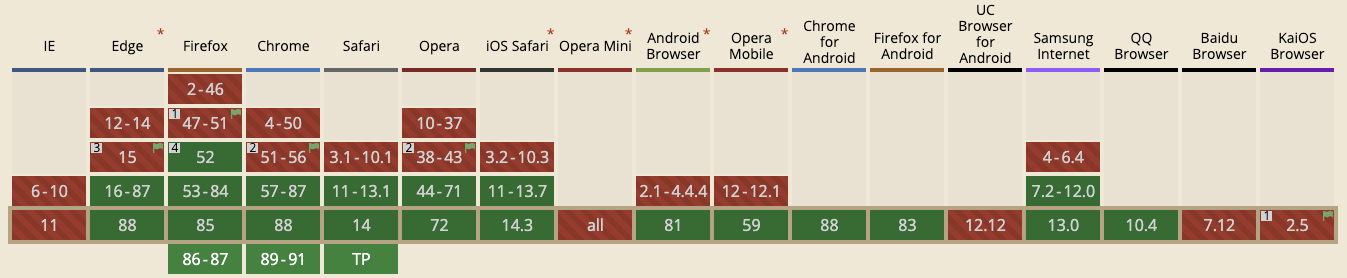 IE Edge * Firefox Chrome Safari Opera iOS Safari * Opera Mini * Android Browser * Opera Mobile * Chrome for Android Firefox for Android UC Browser for Android Samsung Internet QQ Browser Baidu Browser KaiOS Browser
2-46
12-14 1 47-51 4-50 10-37
3 15 4 52 2 51-56 3.1-10.1 2 38-43 3.2-10.3 4-6.4
6-10 16-87 53-84 57-87 11-13.1 44-71 11-13.7 2.1-4.4.4 12-12.1 7.2-12.0
11 88 85 88 14 72 14.3 all 81 59 88 83 12.12 13.0 10.4 7.12 1 2.5
86-87 89-91 TP